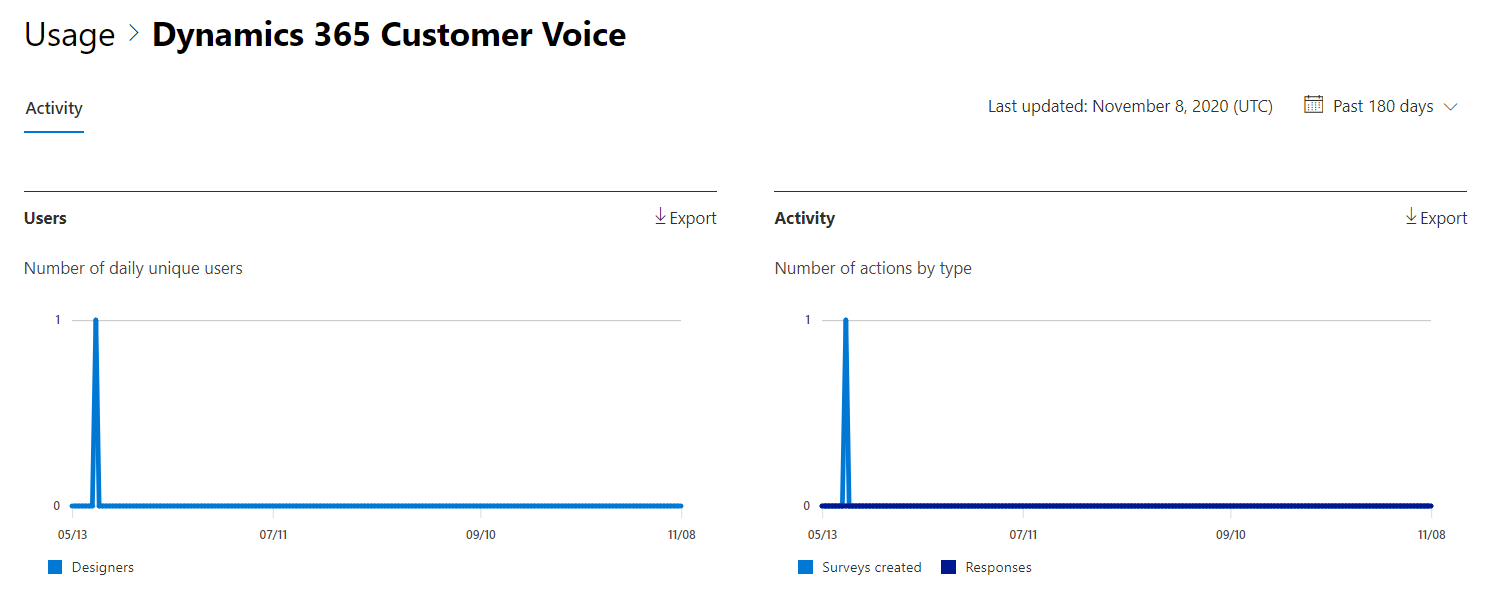 Usage > Dynamics 365 Customer Voice
Activity
Last updated: November 8, 2020 (UTC)
Past 180 days
Users
Export
Number of daily unique users
1
0
05/13
07/11
09/10
11/08
Designers
Activity
Export
Number of actions by type
1
0
05/13
07/11
09/10
11/08
Surveys created
Responses